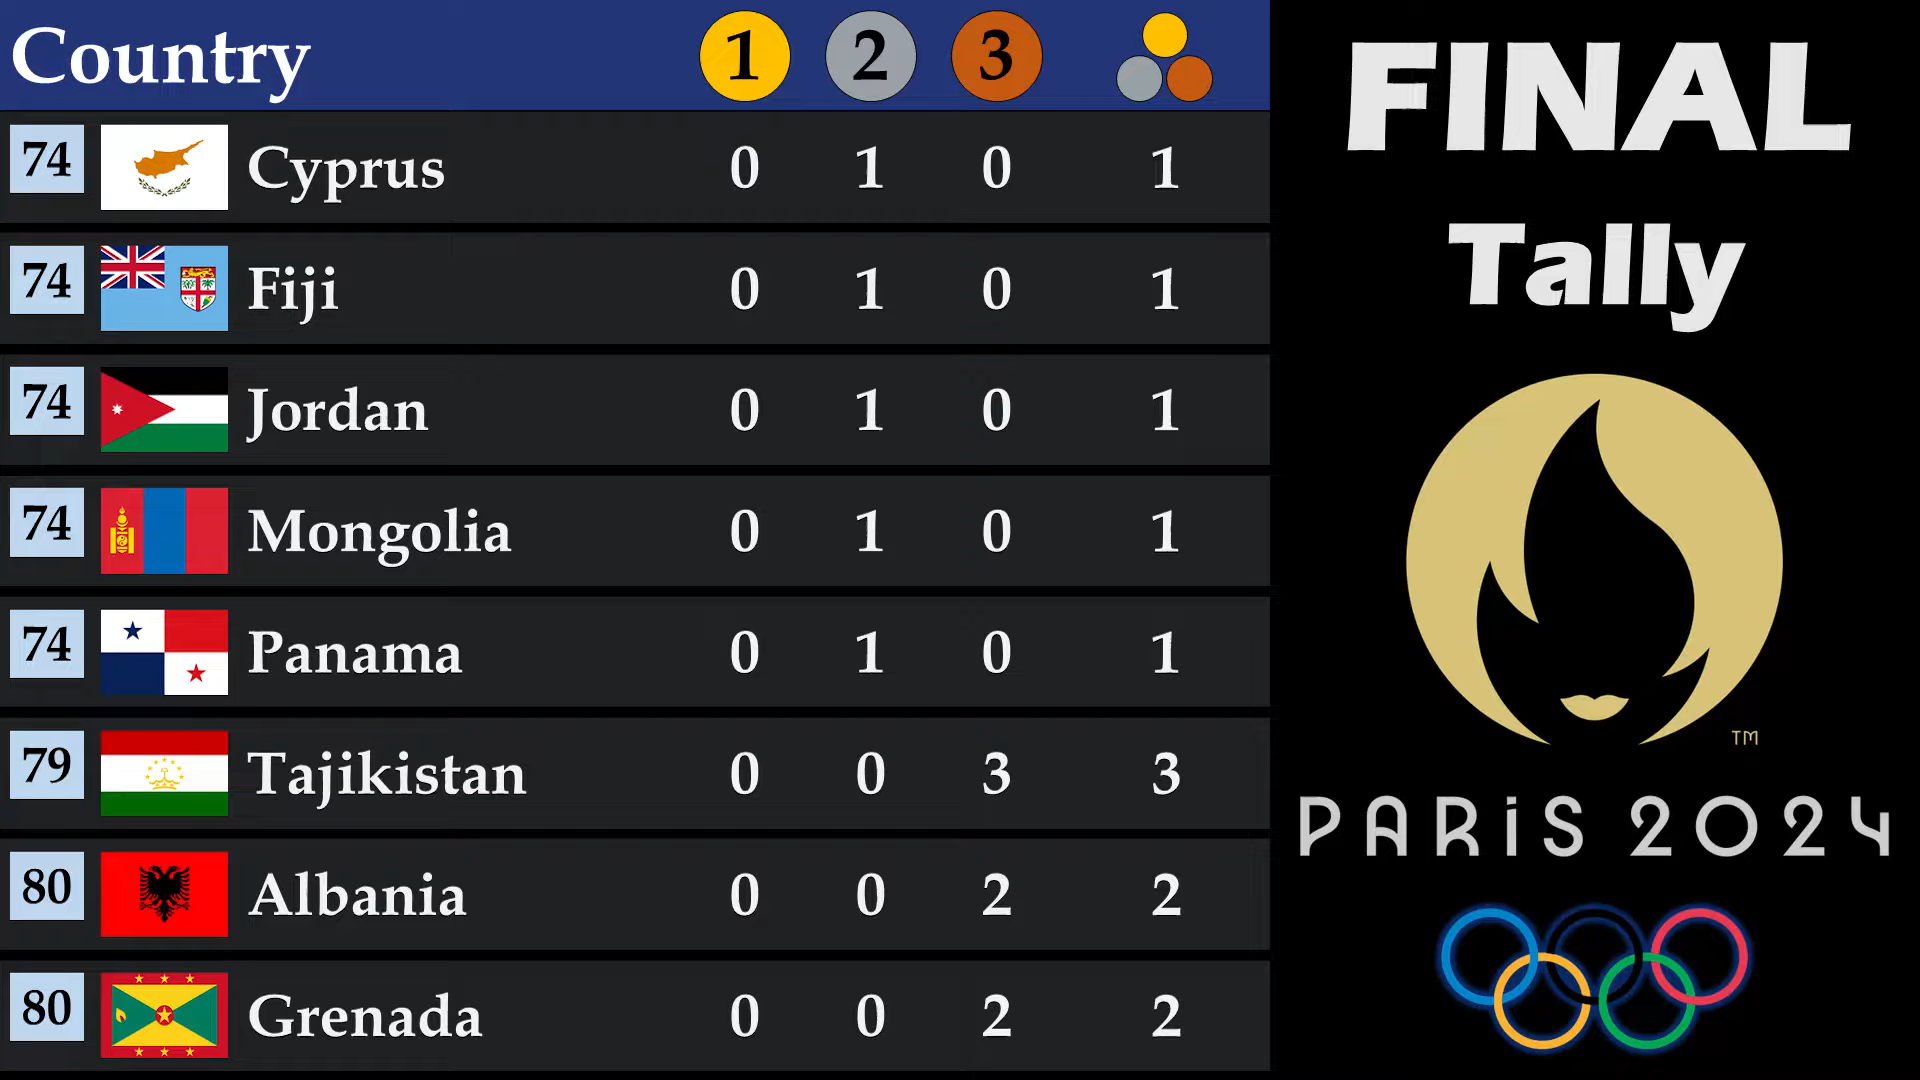 Country 1 2 3
74 Cyprus 0 1 0 1
74 Fiji 0 1 0 1
74 Jordan 0 1 0 1
74 Mongolia 0 1 0 1
74 Panama 0 1 0 1
79 Tajikistan 0 0 3 3
80 Albania 0 0 2 2
80 Grenada 0 0 2 2
FINAL
Tally
TM
PARiS 2024